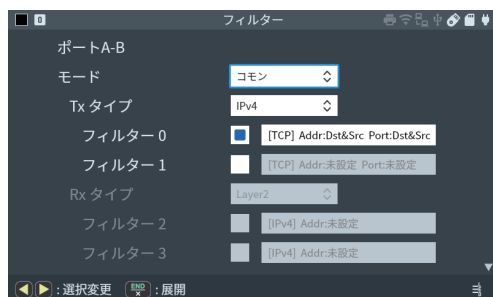 0 フィルター
ポートA-B
モード コモン
Tx タイプ IPv4
フィルター 0 [TCP] Addr:Dst&Src Port:Dst&Src
フィルター 1 [TCP] Addr:未設定 Port:未設定
Rx タイプ Layer2
フィルター 2 [IPv4] Addr:未設定
フィルター 3 [IPv4] Addr:未設定
:選択変更 END × :展開